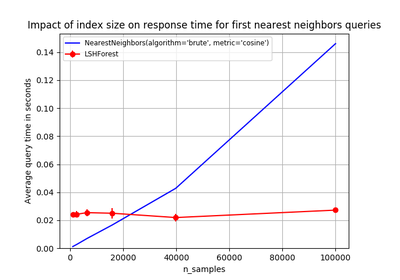 Impact of index size on response time for first nearest neighbors queries
NearestNeighbors(algorithm='brute', metric='cosine')
LSHForest
Average query time in seconds
0.14
0.12
0.10
0.08
0.06
0.04
0.02
0.00
0 20000 40000 60000 80000 100000
n_samples